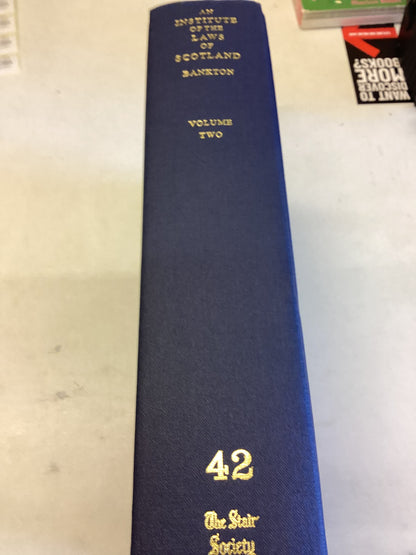 AN
INSTITUTE
OF THE
LAWS
OF
SCOTLAND
BANKTON
VOLUME
TWO
42
The Stair
Society
WANT TO
DISCOVER
MORE
BOOKS?